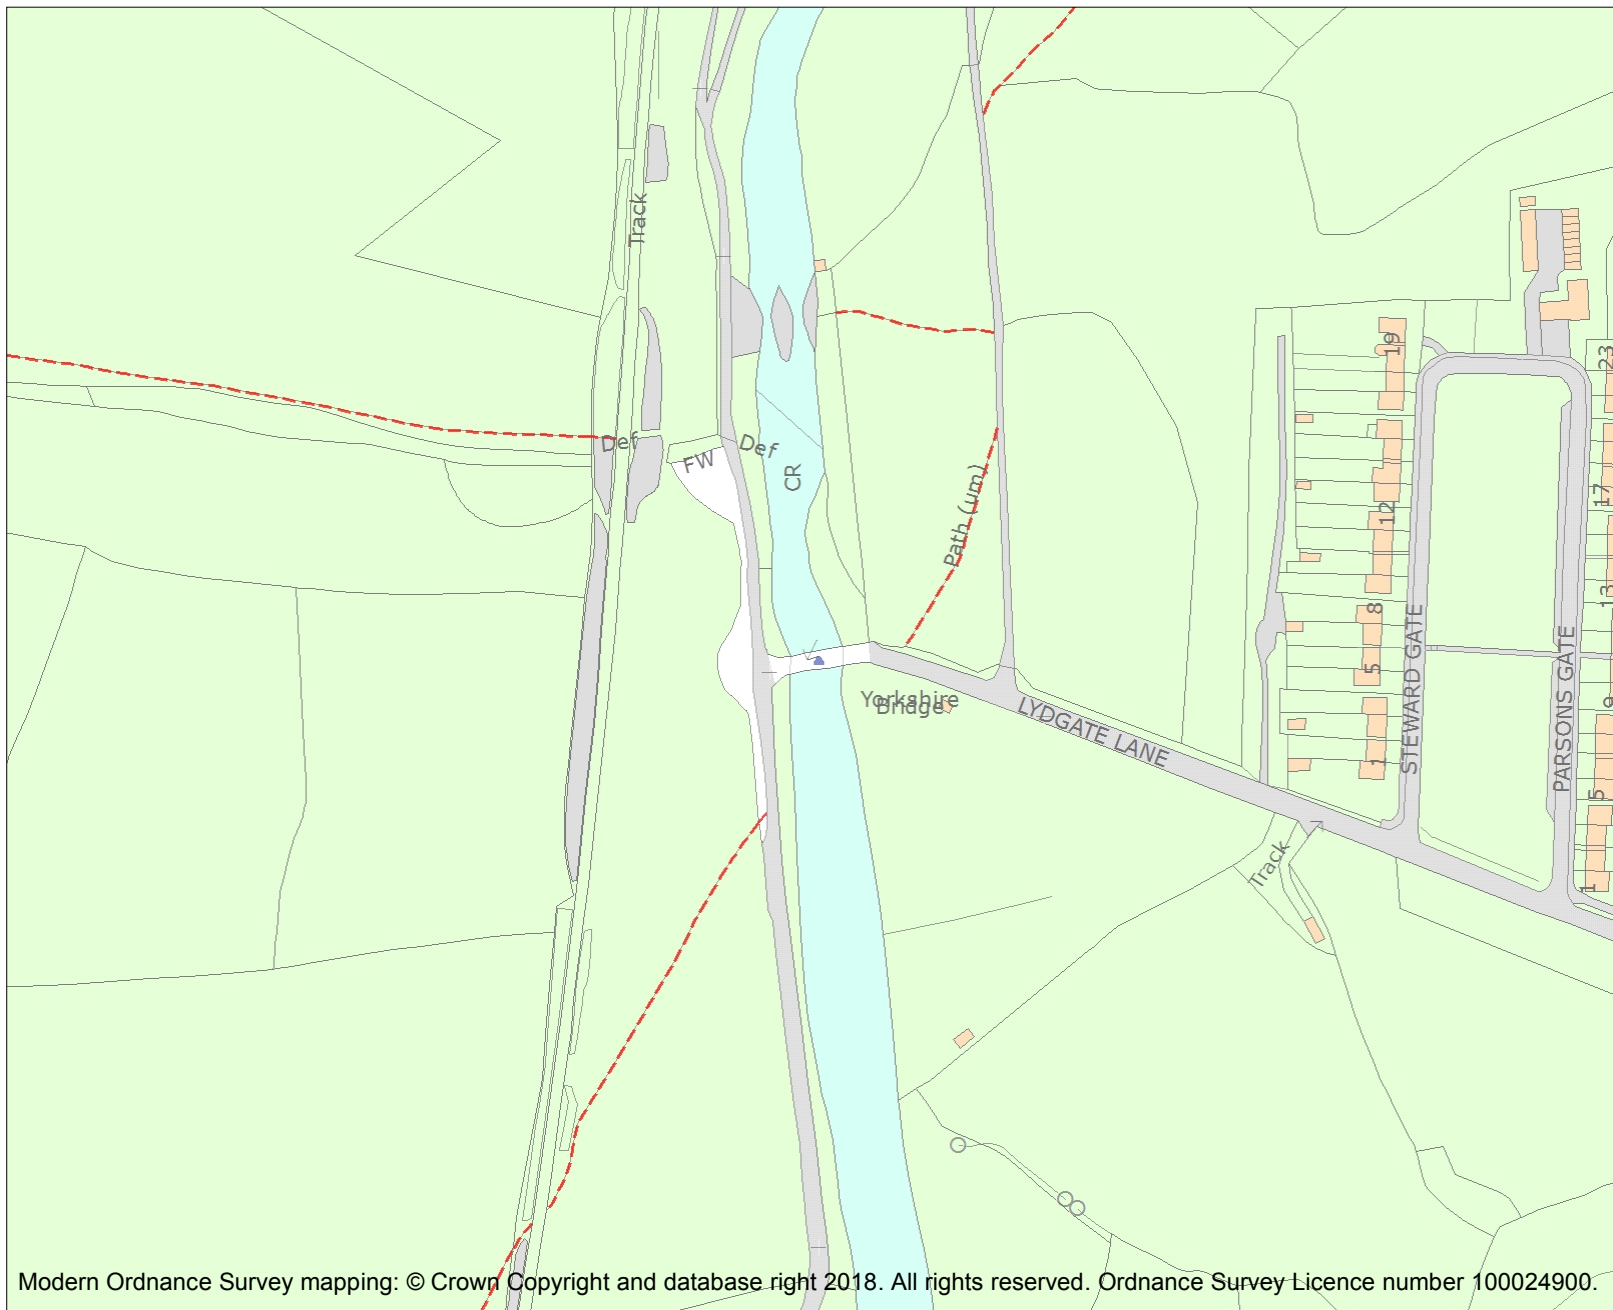 Track
19
23
Def
Def
FW
CR
Path (um)
17
12
13
8
STEWARD GATE
PARSONS GATE
5
Yorkshire
Bridge
9
LYDGATE LANE
1
5
Track
1
Modern Ordnance Survey mapping: © Crown Copyright and database right 2018. All rights reserved. Ordnance Survey Licence number 100024900.